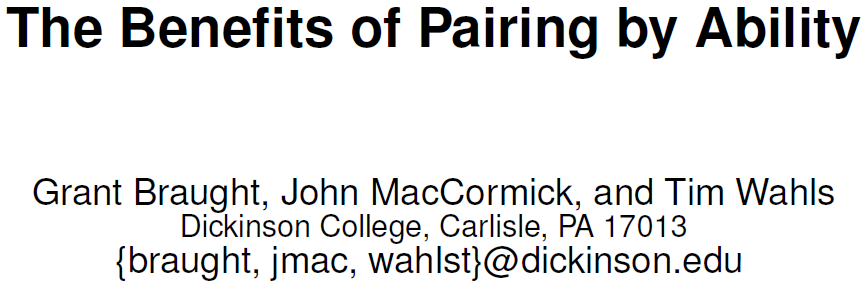 The Benefits of Pairing by Ability
Grant Braught, John MacCormick, and Tim Wahls
Dickinson College, Carlisle, PA 17013
{braught, jmac, wahlst}@dickinson.edu